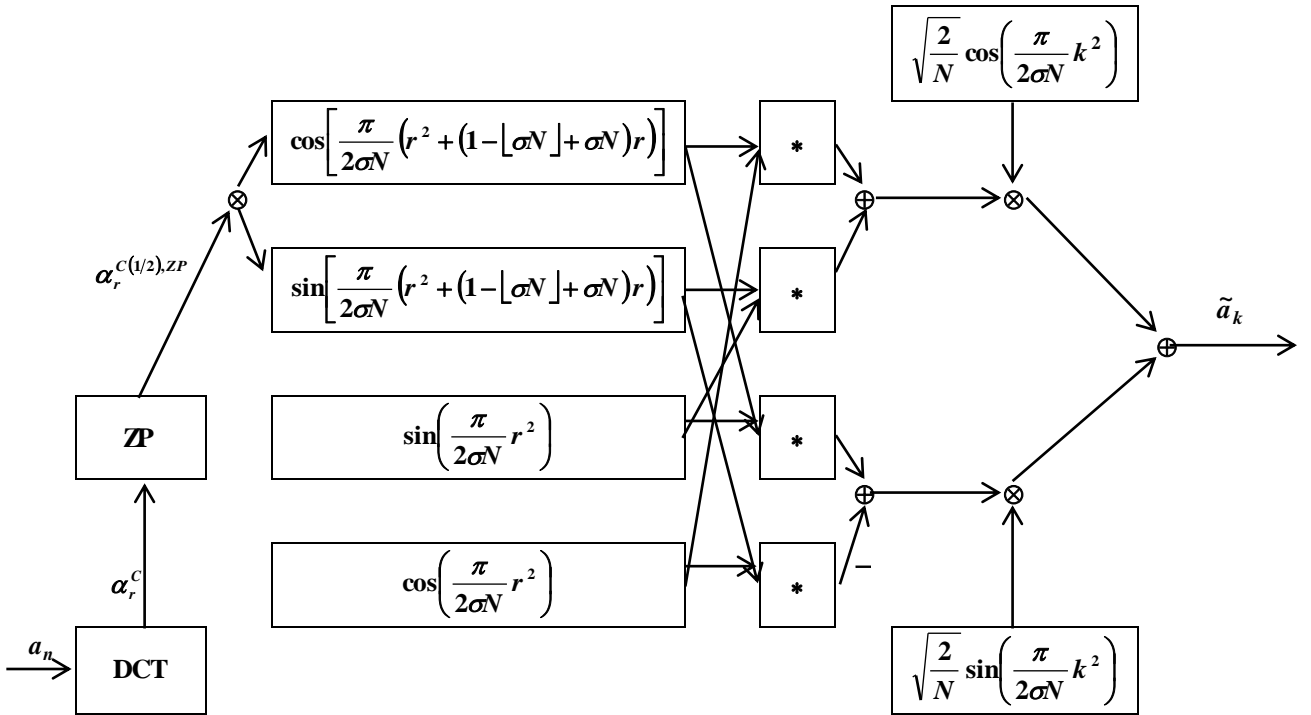 √(2/N) cos(π/2σN k²)
cos[π/2σN (r² + (1−⌊σN⌋+σN)r)]
*
⊗
⊕
⊗
α_r^{C(1/2),ZP}
sin[π/2σN (r² + (1−⌊σN⌋+σN)r)]
*
ã_k
⊕
ZP
sin(π/2σN r²)
*
⊕
⊗
α_r^C
cos(π/2σN r²)
*
−
a_n
DCT
√(2/N) sin(π/2σN k²)